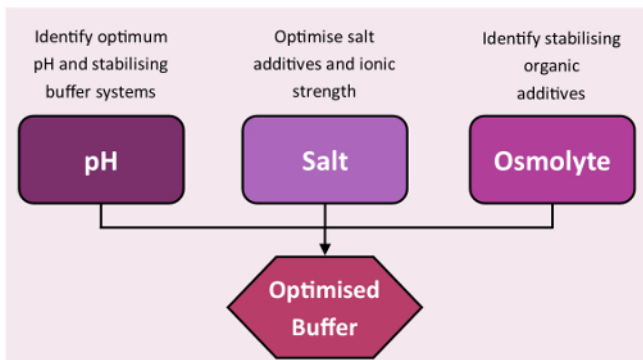 Identify optimum
pH and stabilising
buffer systems
Optimise salt
additives and ionic
strength
Identify stabilising
organic
additives
pH
Salt
Osmolyte
Optimised
Buffer